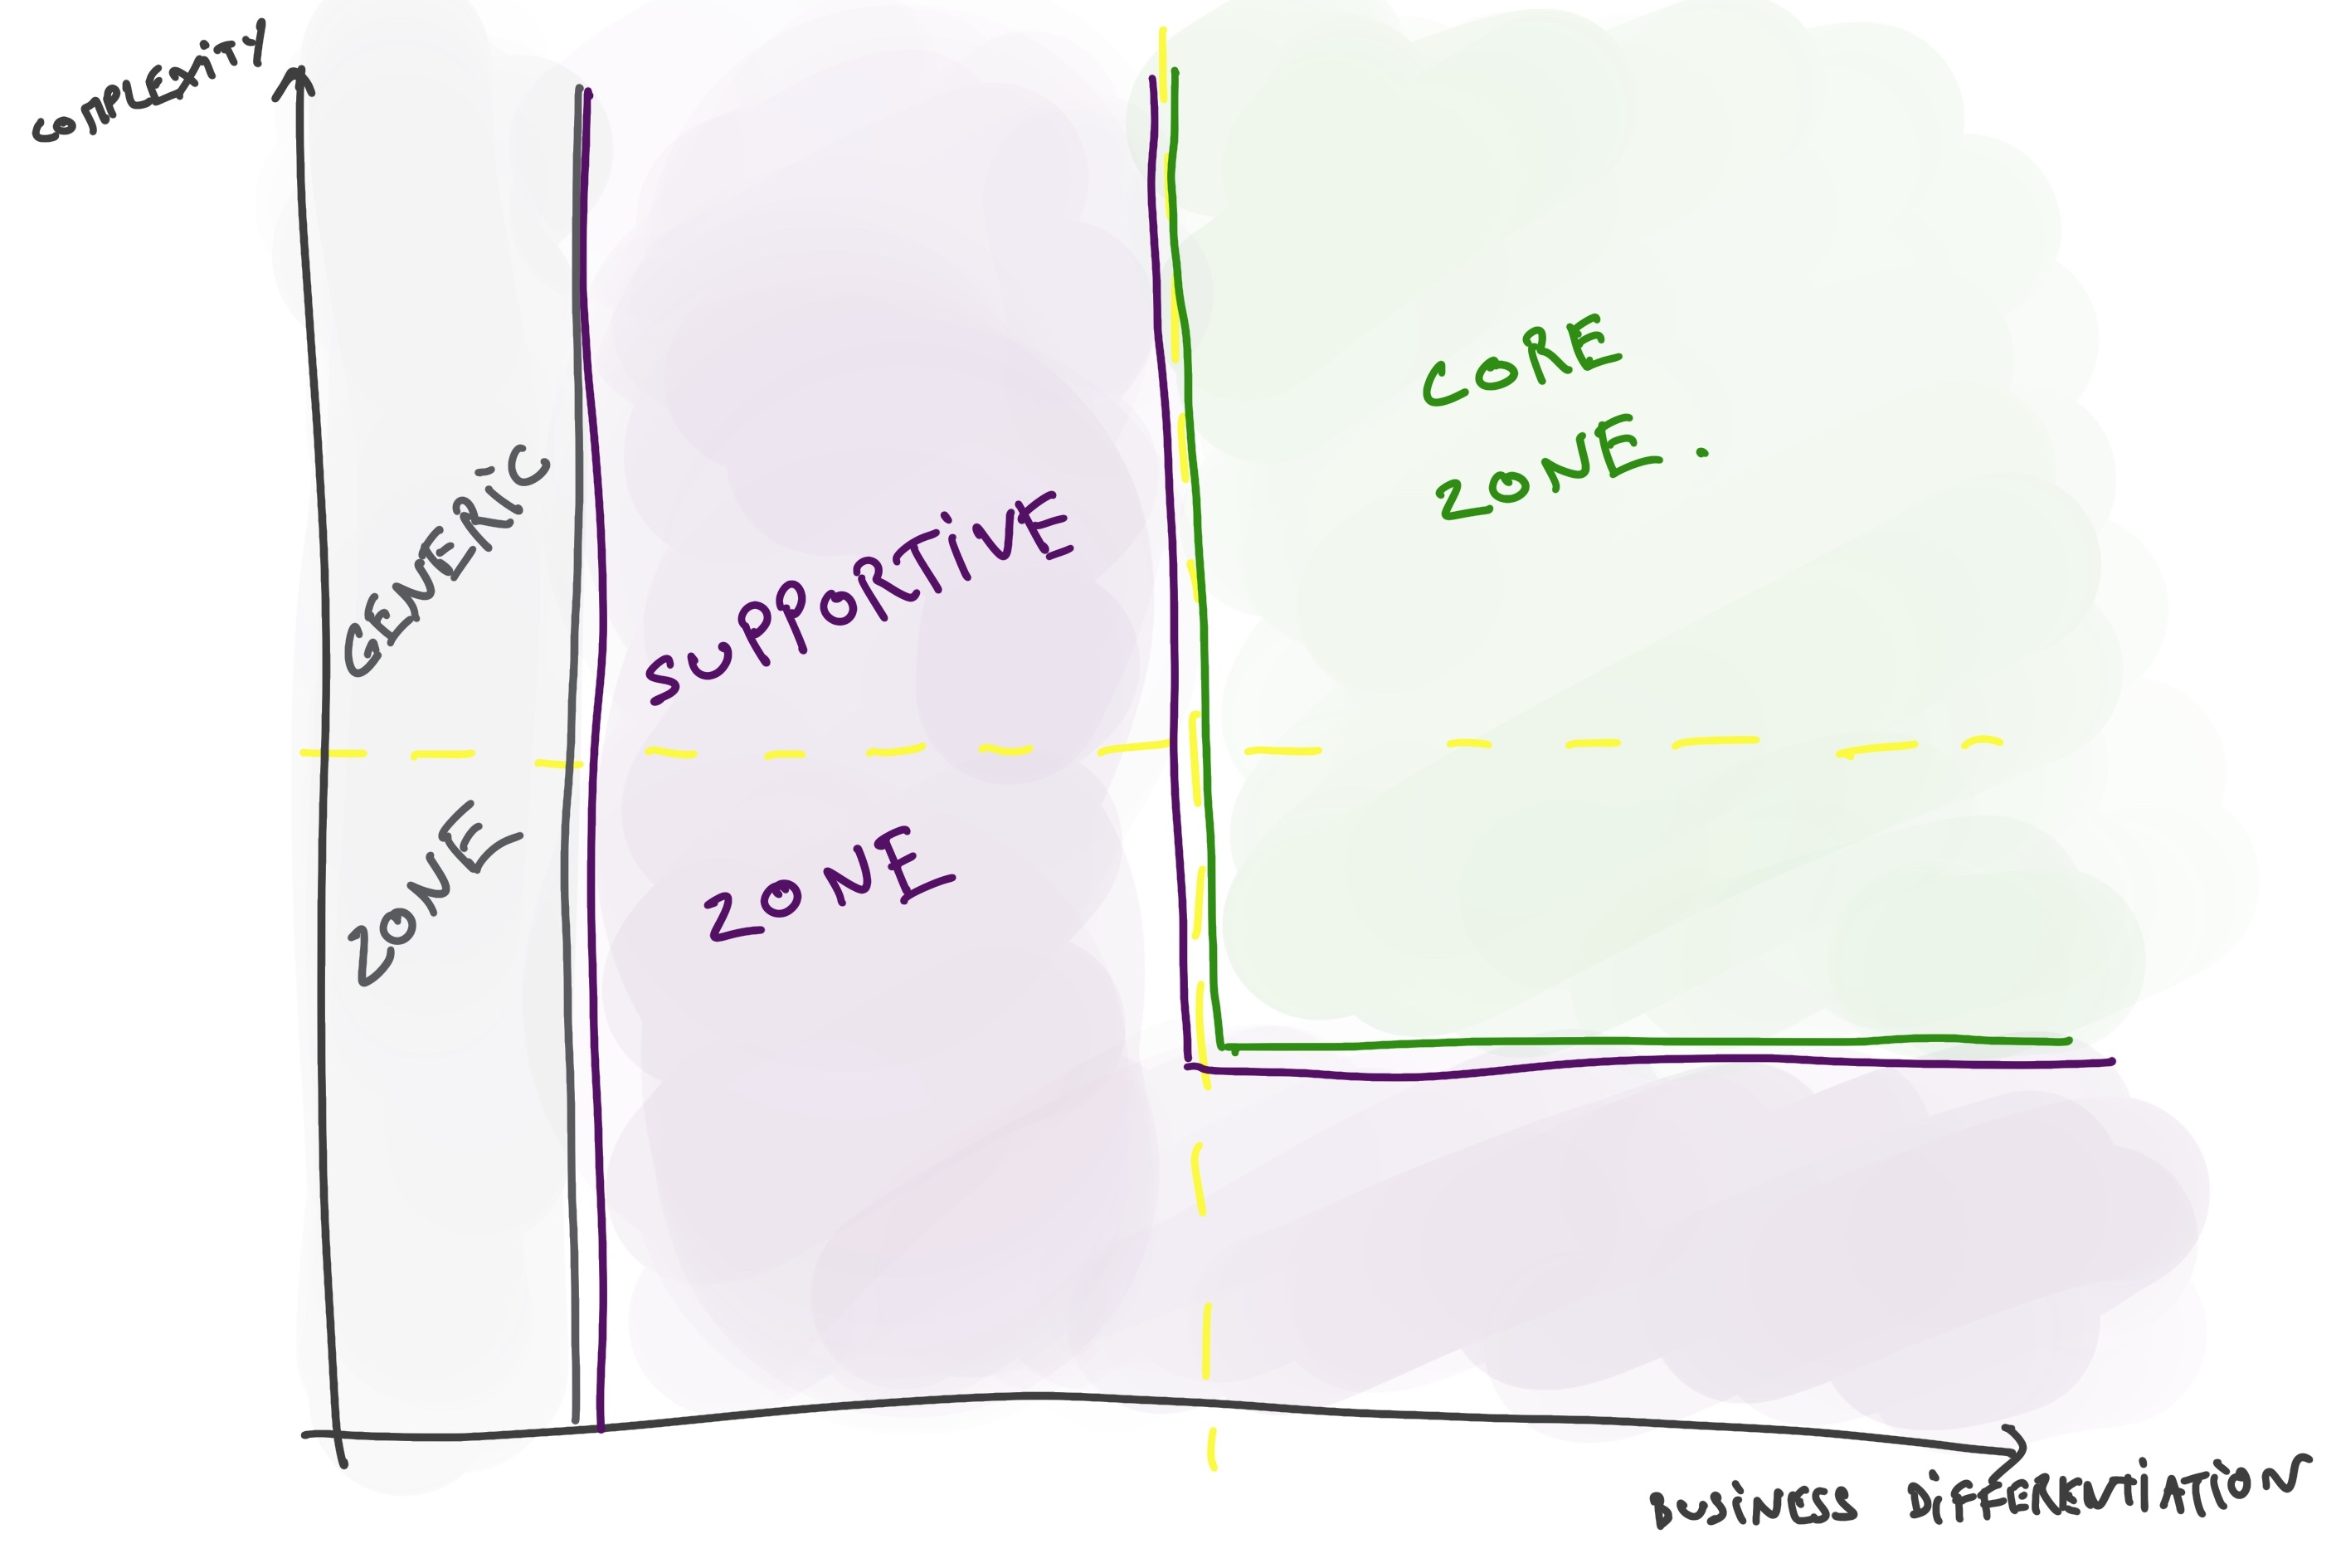 COMPLEXITY
GENERIC
ZONE
SUPPORTIVE
ZONE
CORE
ZONE.
BUSINESS DIFFERENTIATION